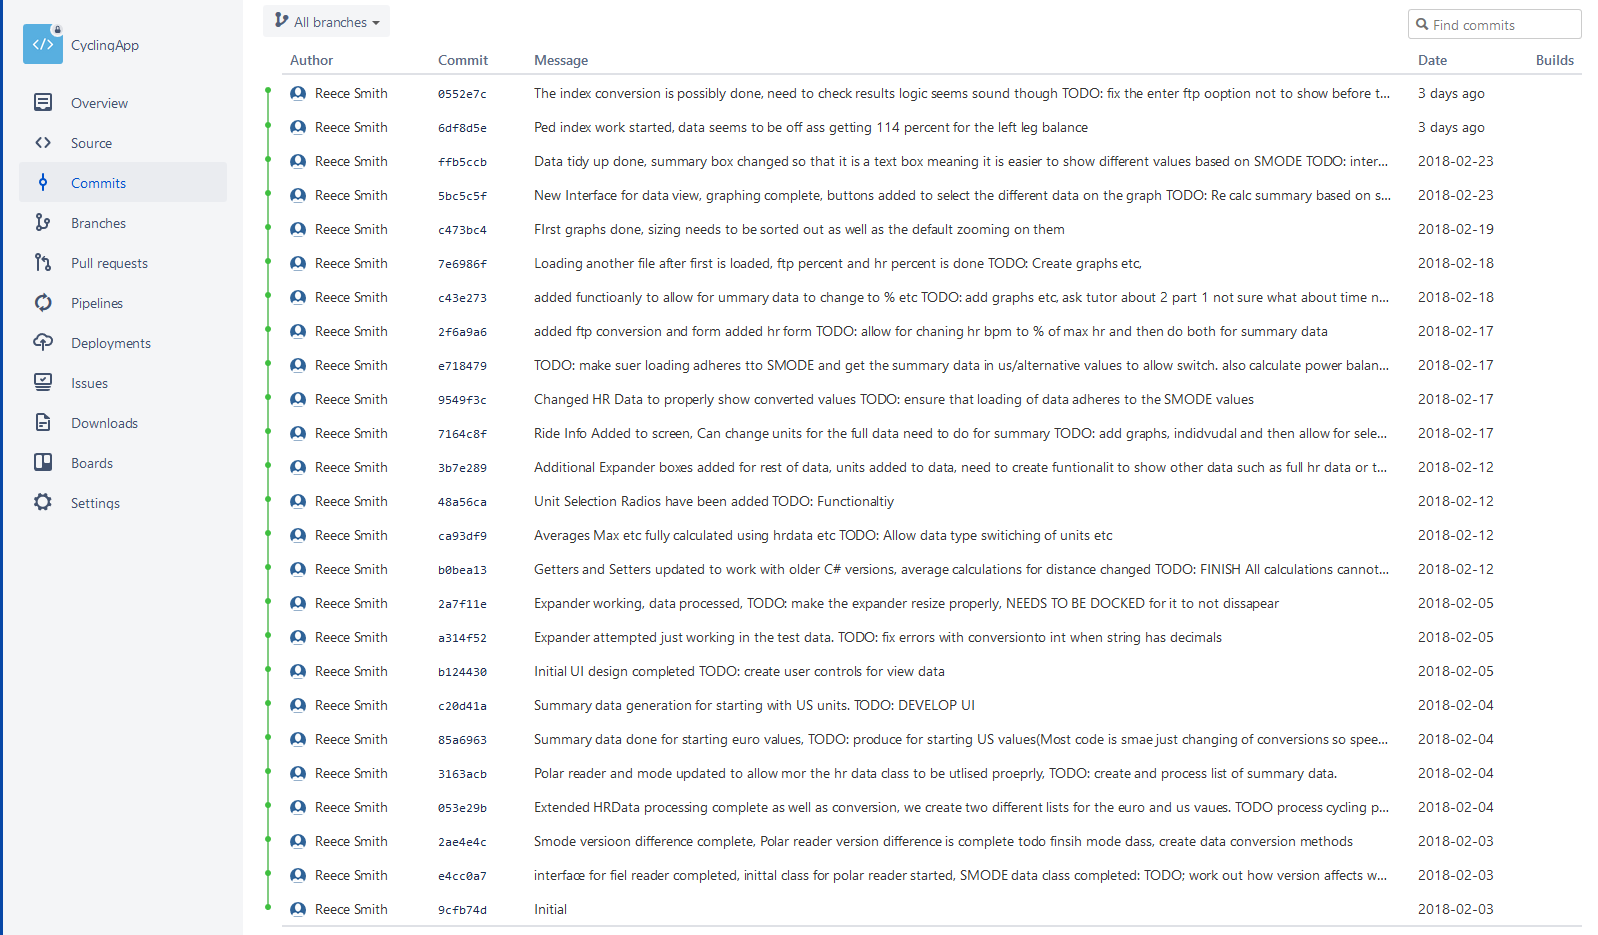 CyclingApp
Overview
Source
Commits
Branches
Pull requests
Pipelines
Deployments
Issues
Downloads
Boards
Settings
All branches
Find commits
Author Commit Message Date Builds
Reece Smith 0552e7c The index conversion is possibly done, need to check results logic seems sound though TODO: fix the enter ftp ooption not to show before t... 3 days ago
Reece Smith 6df8d5e Ped index work started, data seems to be off ass getting 114 percent for the left leg balance 3 days ago
Reece Smith ffb5ccb Data tidy up done, summary box changed so that it is a text box meaning it is easier to show different values based on SMODE TODO: inter... 2018-02-23
Reece Smith 5bc5c5f New Interface for data view, graphing complete, buttons added to select the different data on the graph TODO: Re calc summary based on s... 2018-02-23
Reece Smith c473bc4 FIrst graphs done, sizing needs to be sorted out as well as the default zooming on them 2018-02-19
Reece Smith 7e6986f Loading another file after first is loaded, ftp percent and hr percent is done TODO: Create graphs etc, 2018-02-18
Reece Smith c43e273 added functioanly to allow for ummary data to change to % etc TODO: add graphs etc, ask tutor about 2 part 1 not sure what about time n... 2018-02-18
Reece Smith 2f6a9a6 added ftp conversion and form added hr form TODO: allow for chaning hr bpm to % of max hr and then do both for summary data 2018-02-17
Reece Smith e718479 TODO: make suer loading adheres tto SMODE and get the summary data in us/alternative values to allow switch. also calculate power balan... 2018-02-17
Reece Smith 9549f3c Changed HR Data to properly show converted values TODO: ensure that loading of data adheres to the SMODE values 2018-02-17
Reece Smith 7164c8f Ride Info Added to screen, Can change units for the full data need to do for summary TODO: add graphs, indidvudal and then allow for sele... 2018-02-17
Reece Smith 3b7e289 Additional Expander boxes added for rest of data, units added to data, need to create funtionalit to show other data such as full hr data or t... 2018-02-12
Reece Smith 48a56ca Unit Selection Radios have been added TODO: Functionaltiy 2018-02-12
Reece Smith ca93df9 Averages Max etc fully calculated using hrdata etc TODO: Allow data type switiching of units etc 2018-02-12
Reece Smith b0bea13 Getters and Setters updated to work with older C# versions, average calculations for distance changed TODO: FINISH All calculations cannot... 2018-02-12
Reece Smith 2a7f11e Expander working, data processed, TODO: make the expander resize properly, NEEDS TO BE DOCKED for it to not dissapear 2018-02-05
Reece Smith a314f52 Expander attempted just working in the test data. TODO: fix errors with conversionto int when string has decimals 2018-02-05
Reece Smith b124430 Initial UI design completed TODO: create user controls for view data 2018-02-05
Reece Smith c20d41a Summary data generation for starting with US units. TODO: DEVELOP UI 2018-02-04
Reece Smith 85a6963 Summary data done for starting euro values, TODO: produce for starting US values(Most code is smae just changing of conversions so spee... 2018-02-04
Reece Smith 3163acb Polar reader and mode updated to allow mor the hr data class to be utlised proeprly, TODO: create and process list of summary data. 2018-02-04
Reece Smith 053e29b Extended HRData processing complete as well as conversion, we create two different lists for the euro and us vaues. TODO process cycling p... 2018-02-04
Reece Smith 2ae4e4c Smode versioon difference complete, Polar reader version difference is complete todo finsih mode dass, create data conversion methods 2018-02-03
Reece Smith e4cc0a7 interface for fiel reader completed, inittal class for polar reader started, SMODE data class completed: TODO; work out how version affects w... 2018-02-03
Reece Smith 9cfb74d Initial 2018-02-03